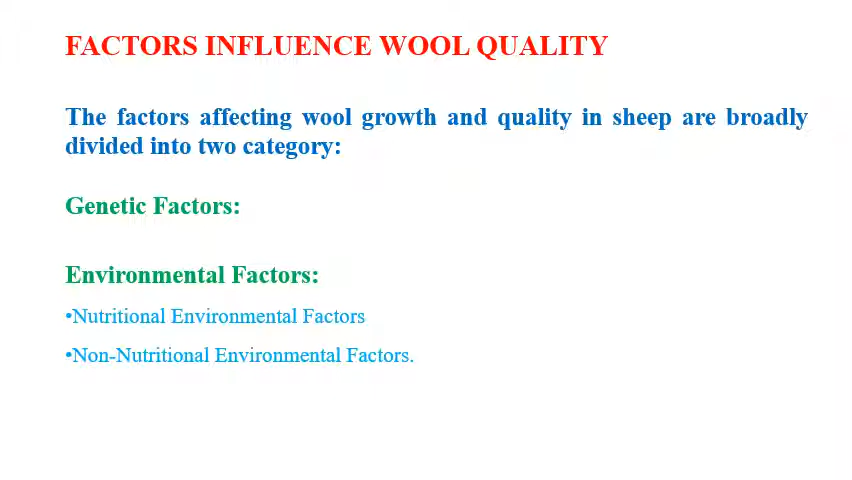 FACTORS INFLUENCE WOOL QUALITY
The factors affecting wool growth and quality in sheep are broadly
divided into two category:
Genetic Factors:
Environmental Factors:
•Nutritional Environmental Factors
•Non-Nutritional Environmental Factors.